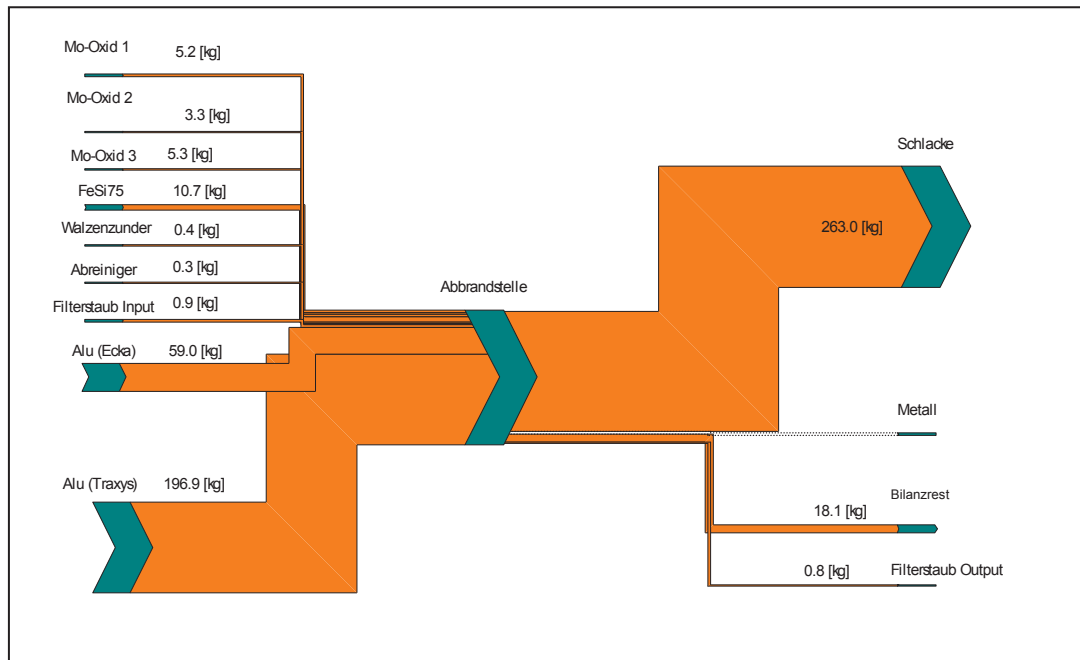 Mo-Oxid 1
5.2 [kg]
Mo-Oxid 2
3.3 [kg]
Mo-Oxid 3
5.3 [kg]
FeSi75
10.7 [kg]
Walzenzunder
0.4 [kg]
Abreiniger
0.3 [kg]
Filterstaub Input
0.9 [kg]
Alu (Ecka)
59.0 [kg]
Alu (Traxys)
196.9 [kg]
Abbrandstelle
Schlacke
263.0 [kg]
Metall
Bilanzrest
18.1 [kg]
0.8 [kg]
Filterstaub Output